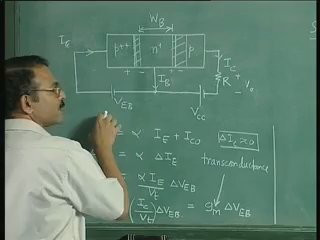 W_B
I_E
p++ n+ p
I_C
+ - - +
R + V_o -
I_B
V_EB
V_CC
= α I_E + I_co
ΔI_c ≈ 0
= α ΔI_E
transconductance
= α I_E / V_t ΔV_EB
(I_c / V_t) ΔV_EB = g_m ΔV_EB